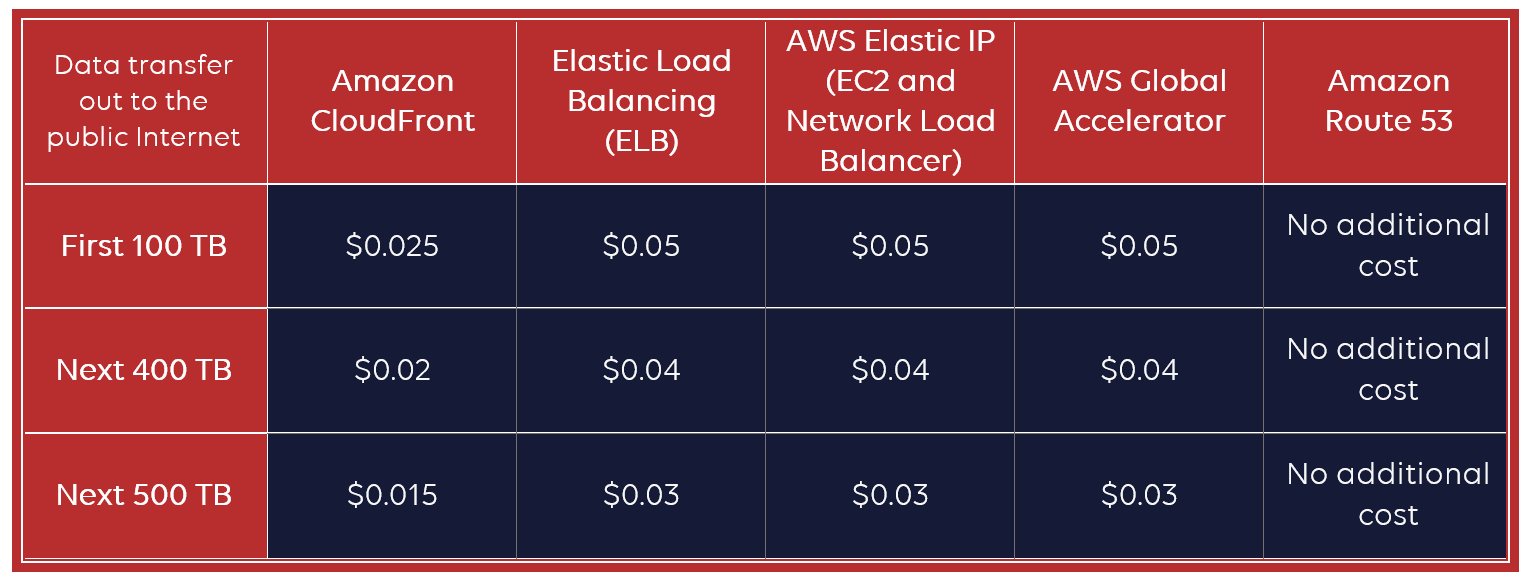 Data transfer
out to the
public Internet
Amazon
CloudFront
Elastic Load
Balancing
(ELB)
AWS Elastic IP
(EC2 and
Network Load
Balancer)
AWS Global
Accelerator
Amazon
Route 53
First 100 TB
$0.025
$0.05
$0.05
$0.05
No additional
cost
Next 400 TB
$0.02
$0.04
$0.04
$0.04
No additional
cost
Next 500 TB
$0.015
$0.03
$0.03
$0.03
No additional
cost